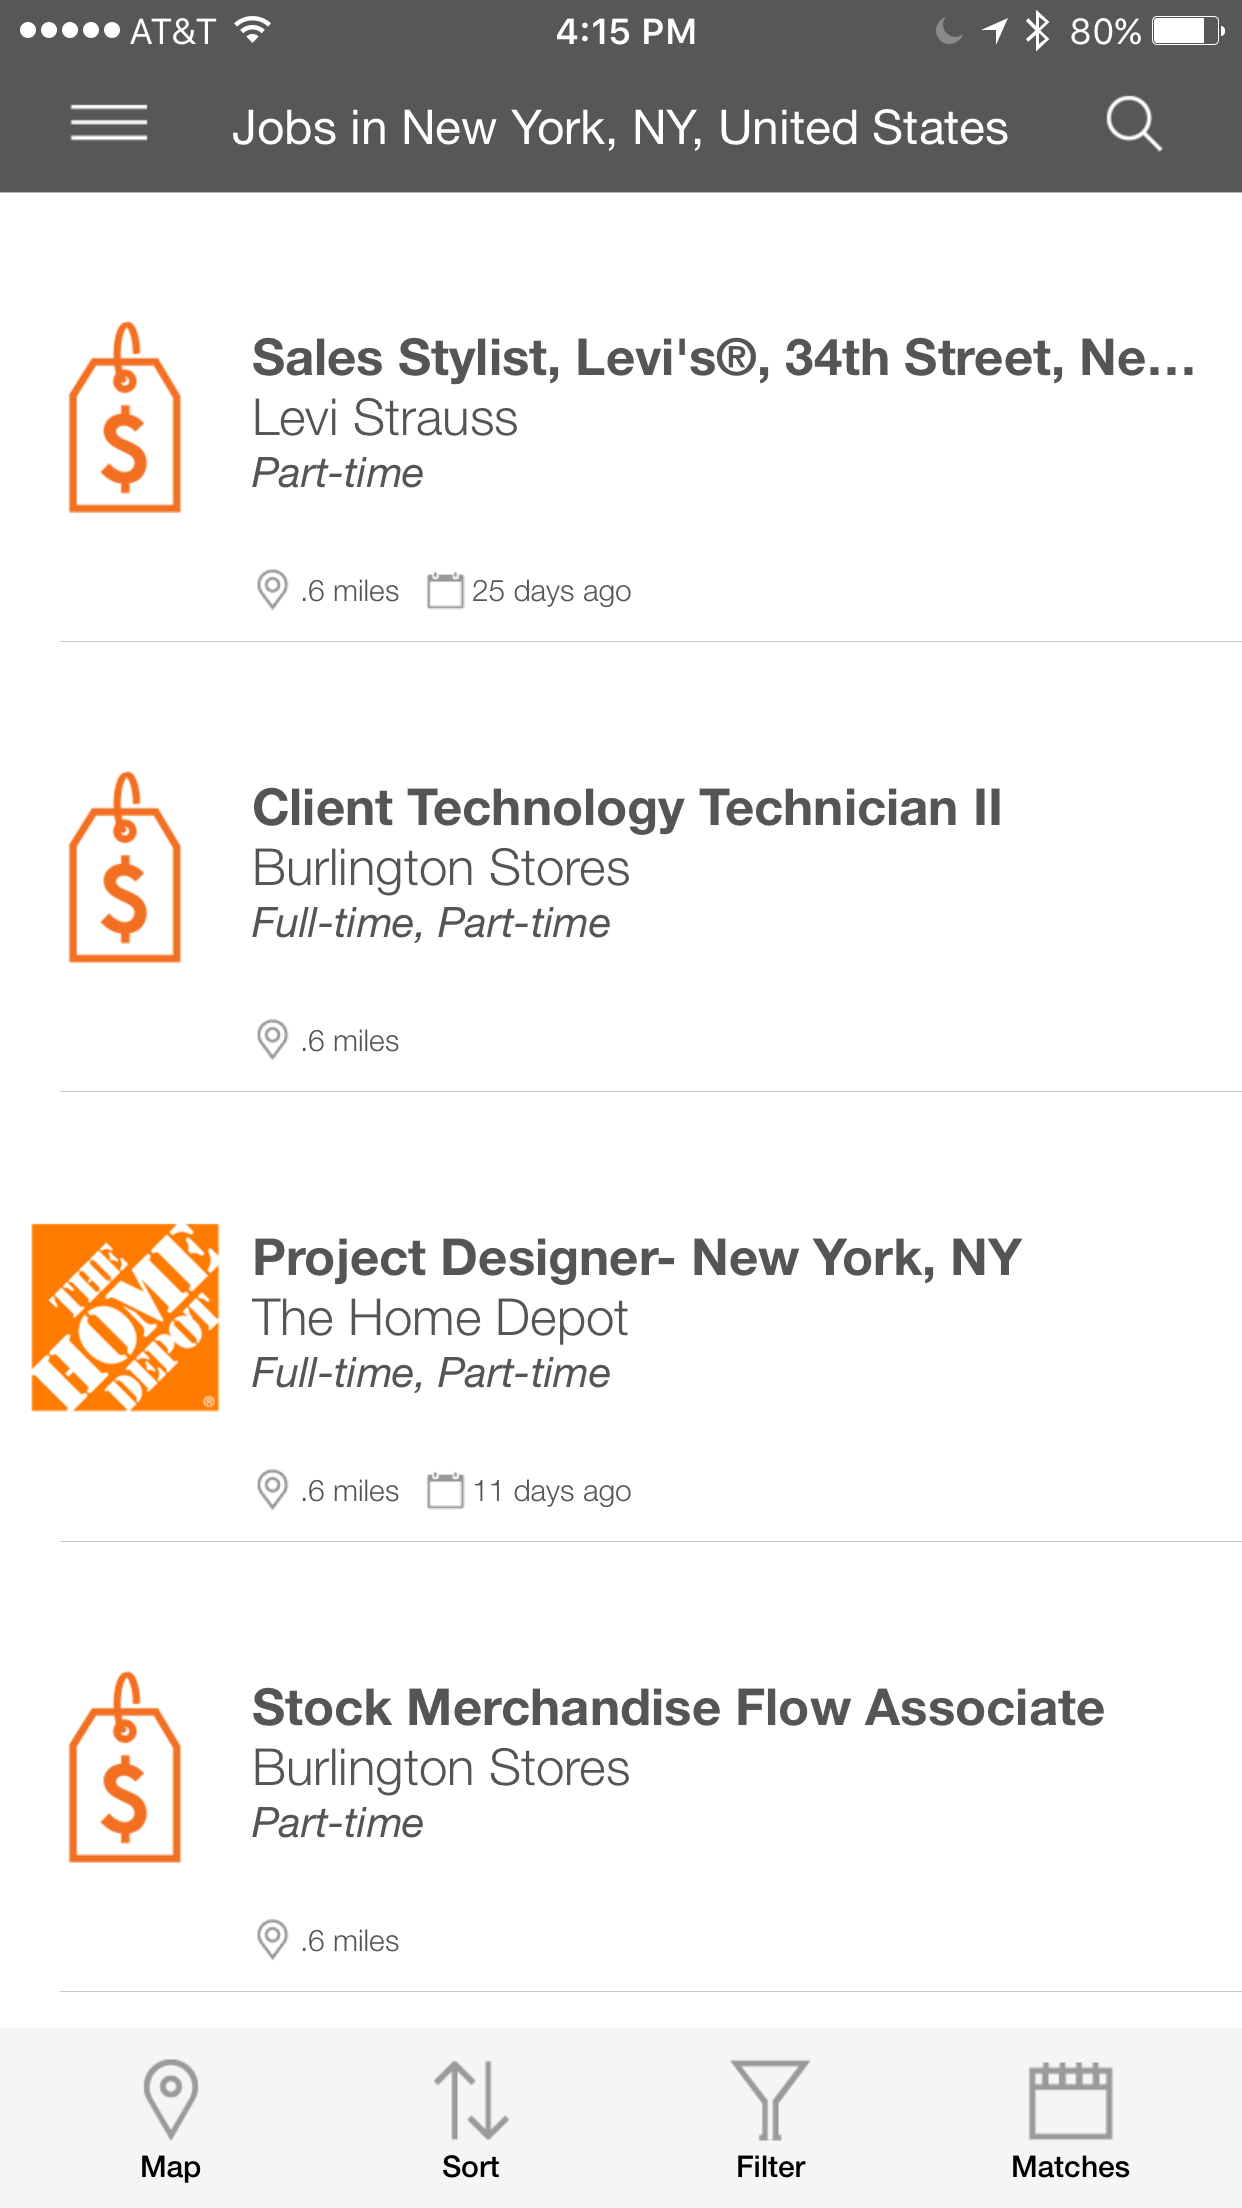 AT&T 4:15 PM 80%
Jobs in New York, NY, United States
Sales Stylist, Levi's®, 34th Street, Ne...
Levi Strauss
Part-time
.6 miles 25 days ago
Client Technology Technician II
Burlington Stores
Full-time, Part-time
.6 miles
THE
HOME
DEPOT
®
Project Designer- New York, NY
The Home Depot
Full-time, Part-time
.6 miles 11 days ago
Stock Merchandise Flow Associate
Burlington Stores
Part-time
.6 miles
Map Sort Filter Matches